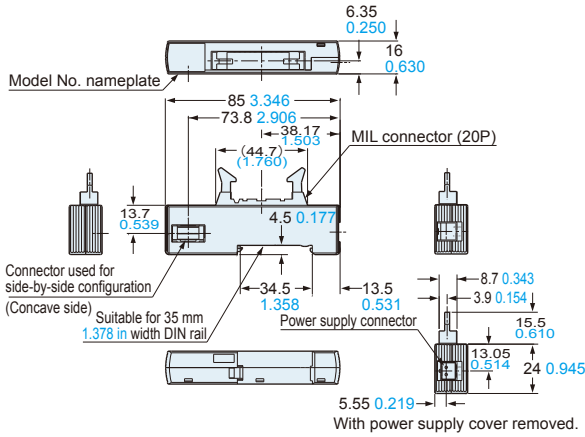 6.35
0.250
16
0.630
Model No. nameplate
85 3.346
73.8 2.906
38.17
1.503
MIL connector (20P)
(44.7)
(1.760)
13.7
0.539
4.5 0.177
Connector used for
side-by-side configuration
(Concave side)
34.5
1.358
13.5
0.531
Suitable for 35 mm
1.378 in width DIN rail
8.7 0.343
3.9 0.154
15.5
0.610
Power supply connector
13.05
0.514
24 0.945
5.55 0.219
With power supply cover removed.